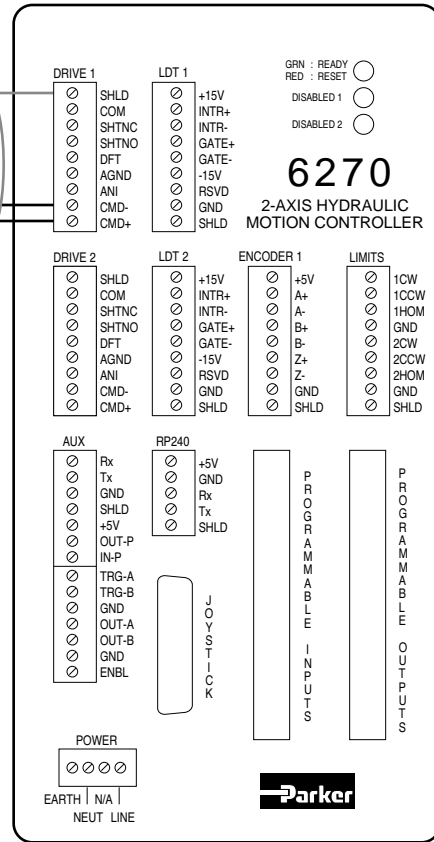 GRN : READY
RED : RESET
DISABLED 1
DISABLED 2
6270
2-AXIS HYDRAULIC
MOTION CONTROLLER
DRIVE 1
SHLD
COM
SHTNC
SHTNO
DFT
AGND
ANI
CMD-
CMD+
LDT 1
+15V
INTR+
INTR-
GATE+
GATE-
-15V
RSVD
GND
SHLD
DRIVE 2
SHLD
COM
SHTNC
SHTNO
DFT
AGND
ANI
CMD-
CMD+
LDT 2
+15V
INTR+
INTR-
GATE+
GATE-
-15V
RSVD
GND
SHLD
ENCODER 1
+5V
A+
A-
B+
B-
Z+
Z-
GND
SHLD
LIMITS
1CW
1CCW
1HOM
GND
2CW
2CCW
2HOM
GND
SHLD
AUX
Rx
Tx
GND
SHLD
+5V
OUT-P
IN-P
TRG-A
TRG-B
GND
OUT-A
OUT-B
GND
ENBL
RP240
+5V
GND
Rx
Tx
SHLD
JOYSTICK
PROGRAMMABLE INPUTS
PROGRAMMABLE OUTPUTS
POWER
EARTH N/A
NEUT LINE
Parker